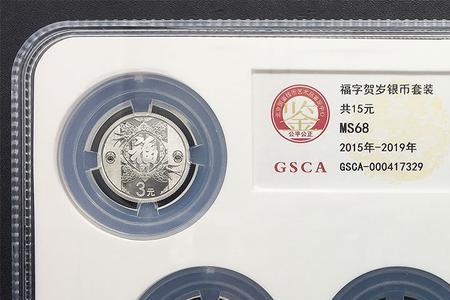 福字贺岁银币套装
共15元
MS68
2015年-2019年
GSCA-000417329
GSCA
鉴
公平公正
福
3元